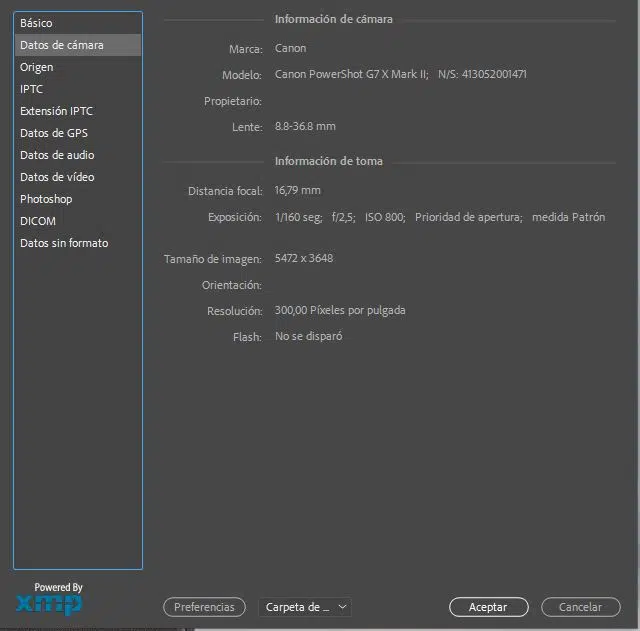 Básico
Datos de cámara
Origen
IPTC
Extensión IPTC
Datos de GPS
Datos de audio
Datos de vídeo
Photoshop
DICOM
Datos sin formato
Información de cámara
Marca: Canon
Modelo: Canon PowerShot G7 X Mark II; N/S: 413052001471
Propietario:
Lente: 8.8-36.8 mm
Información de toma
Distancia focal: 16,79 mm
Exposición: 1/160 seg; f/2,5; ISO 800; Prioridad de apertura; medida Patrón
Tamaño de imagen: 5472 x 3648
Orientación:
Resolución: 300,00 Píxeles por pulgada
Flash: No se disparó
Powered By
xmp
Preferencias Carpeta de ... Aceptar Cancelar